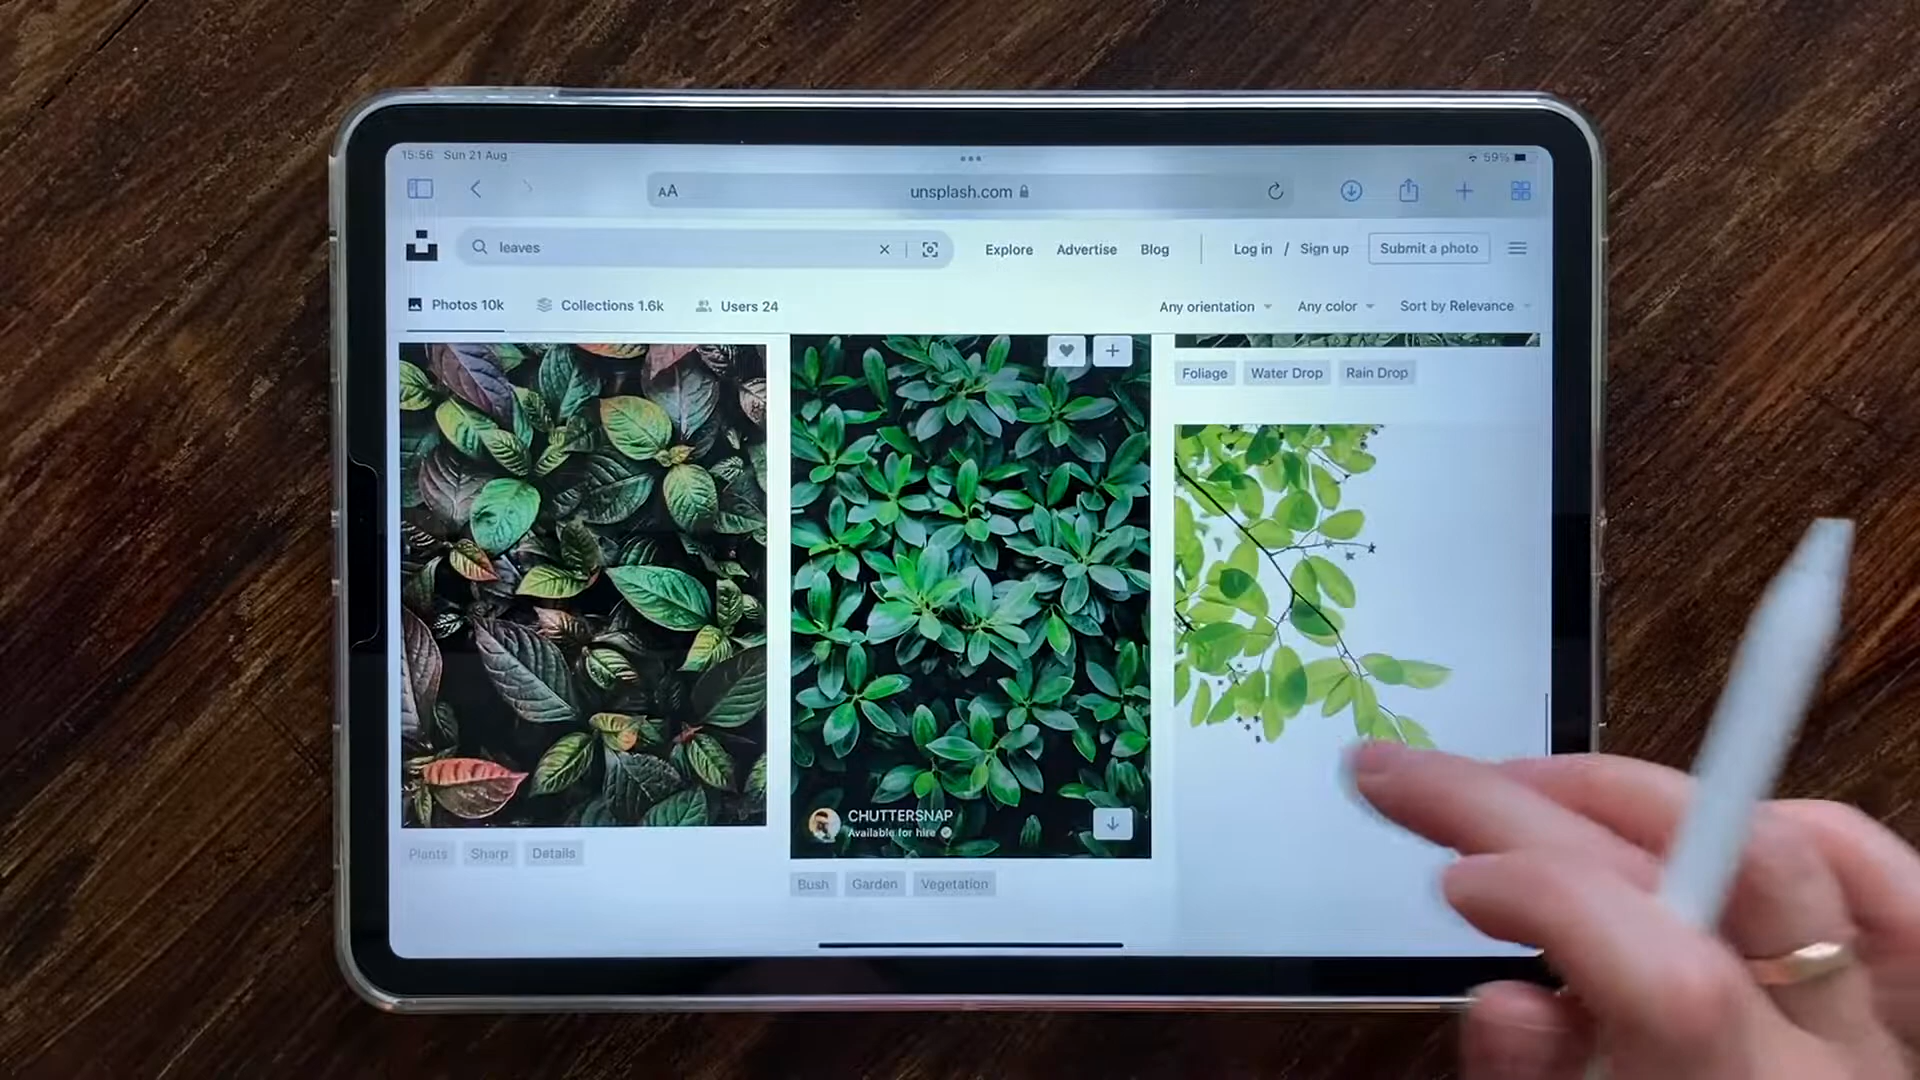 15:56 Sun 21 Aug
59%
AA unsplash.com
leaves
Explore Advertise Blog Log in / Sign up Submit a photo
Photos 10k Collections 1.6k Users 24
Any orientation Any color Sort by Relevance
Foliage Water Drop Rain Drop
CHUTTERSNAP
Available for hire
Plants Sharp Details
Bush Garden Vegetation